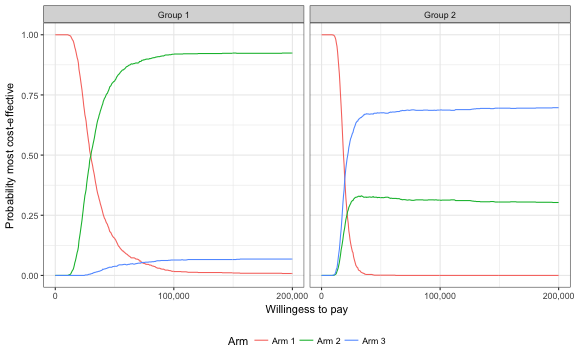 Group 1
Group 2
Probability most cost-effective
1.00
0.75
0.50
0.25
0.00
0
100,000
200,000
0
100,000
200,000
Willingess to pay
Arm
Arm 1
Arm 2
Arm 3